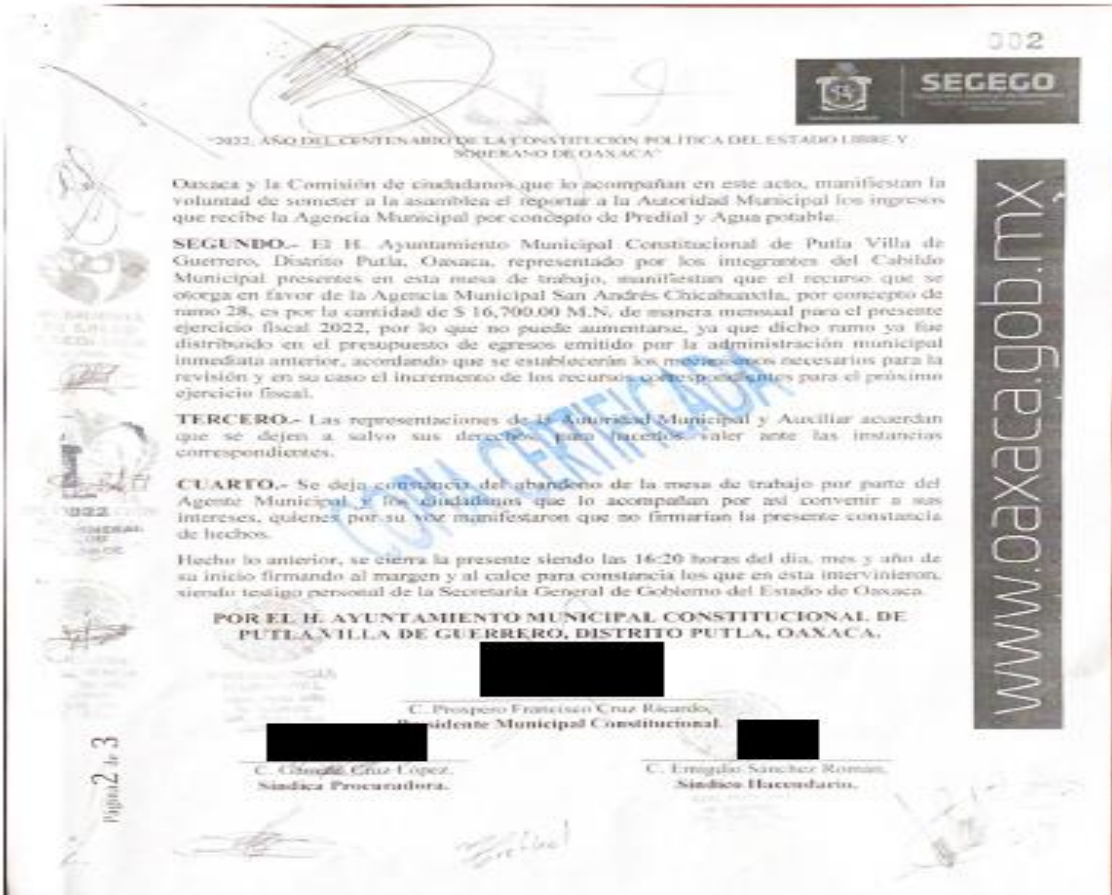 002
SEGEGO
"2022, AÑO DEL CENTENARIO DE LA CONSTITUCIÓN POLÍTICA DEL ESTADO LIBRE Y
SOBERANO DE OAXACA"
Oaxaca y la Comisión de ciudadanos que lo acompañan en este acto, manifiestan la
voluntad de someter a la asamblea el reportar a la Autoridad Municipal los ingresos
que recibe la Agencia Municipal por concepto de Predial y Agua potable.
SEGUNDO.- El H. Ayuntamiento Municipal Constitucional de Putla Villa de
Guerrero, Distrito Putla, Oaxaca, representado por los integrantes del Cabildo
Municipal presentes en esta mesa de trabajo, manifiestan que el recurso que se
otorga en favor de la Agencia Municipal San Andrés Chicahuaxtla, por concepto de
ramo 28, es por la cantidad de $ 16,700.00 M.N. de manera mensual para el presente
ejercicio fiscal 2022, por lo que no puede aumentarse, ya que dicho ramo ya fue
distribuido en el presupuesto de egresos emitido por la administración municipal
inmediata anterior, acordando que se establecerán los mecanismos necesarios para la
revisión y en su caso el incremento de los recursos correspondientes para el próximo
ejercicio fiscal.
TERCERO.- Las representaciones de la Autoridad Municipal y Auxiliar acuerdan
que se dejen a salvo sus derechos, para hacerlos valer ante las instancias
correspondientes.
CUARTO.- Se deja constancia del abandono de la mesa de trabajo por parte del
Agente Municipal y los ciudadanos que lo acompañan por así convenir a sus
intereses, quienes por su voz manifestaron que no firmarían la presente constancia
de hechos.
Hecho lo anterior, se cierra la presente siendo las 16:20 horas del día, mes y año de
su inicio firmando al margen y al calce para constancia los que en ésta intervinieron,
siendo testigo personal de la Secretaría General de Gobierno del Estado de Oaxaca.
COPIA CERTIFICADA
POR EL H. AYUNTAMIENTO MUNICIPAL CONSTITUCIONAL DE
PUTLA VILLA DE GUERRERO, DISTRITO PUTLA, OAXACA.
C. Prospero Francisco Cruz Ricardo,
Presidente Municipal Constitucional.
C. Cruz López,
Síndica Procuradora.
C. Emigdio Sánchez Roman,
Síndico Hacendario.
www.oaxaca.gob.mx
Página 2 de 3